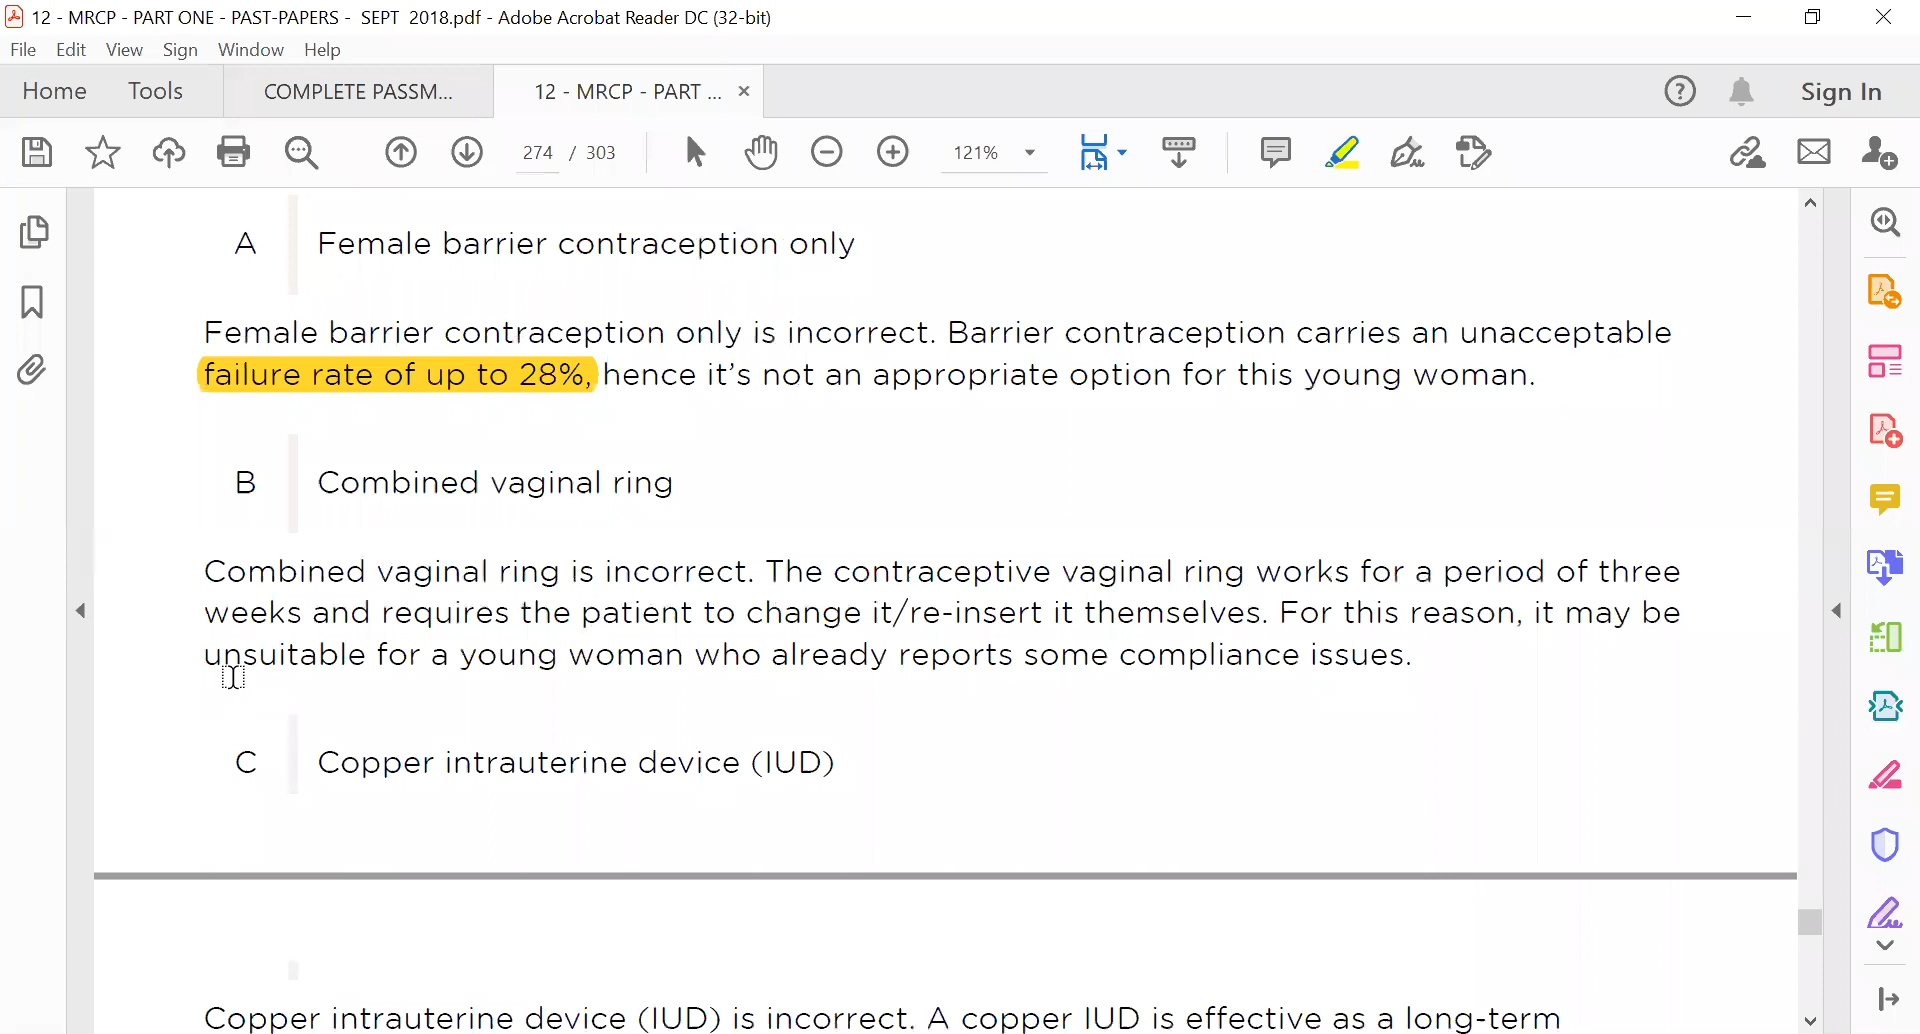 12 - MRCP - PART ONE - PAST-PAPERS - SEPT 2018.pdf - Adobe Acrobat Reader DC (32-bit)
File Edit View Sign Window Help
Home Tools COMPLETE PASSM... 12 - MRCP - PART ... × Sign In
274 / 303 121%
A Female barrier contraception only
Female barrier contraception only is incorrect. Barrier contraception carries an unacceptable
failure rate of up to 28%, hence it's not an appropriate option for this young woman.
B Combined vaginal ring
Combined vaginal ring is incorrect. The contraceptive vaginal ring works for a period of three
weeks and requires the patient to change it/re-insert it themselves. For this reason, it may be
unsuitable for a young woman who already reports some compliance issues.
C Copper intrauterine device (IUD)
Copper intrauterine device (IUD) is incorrect. A copper IUD is effective as a long-term